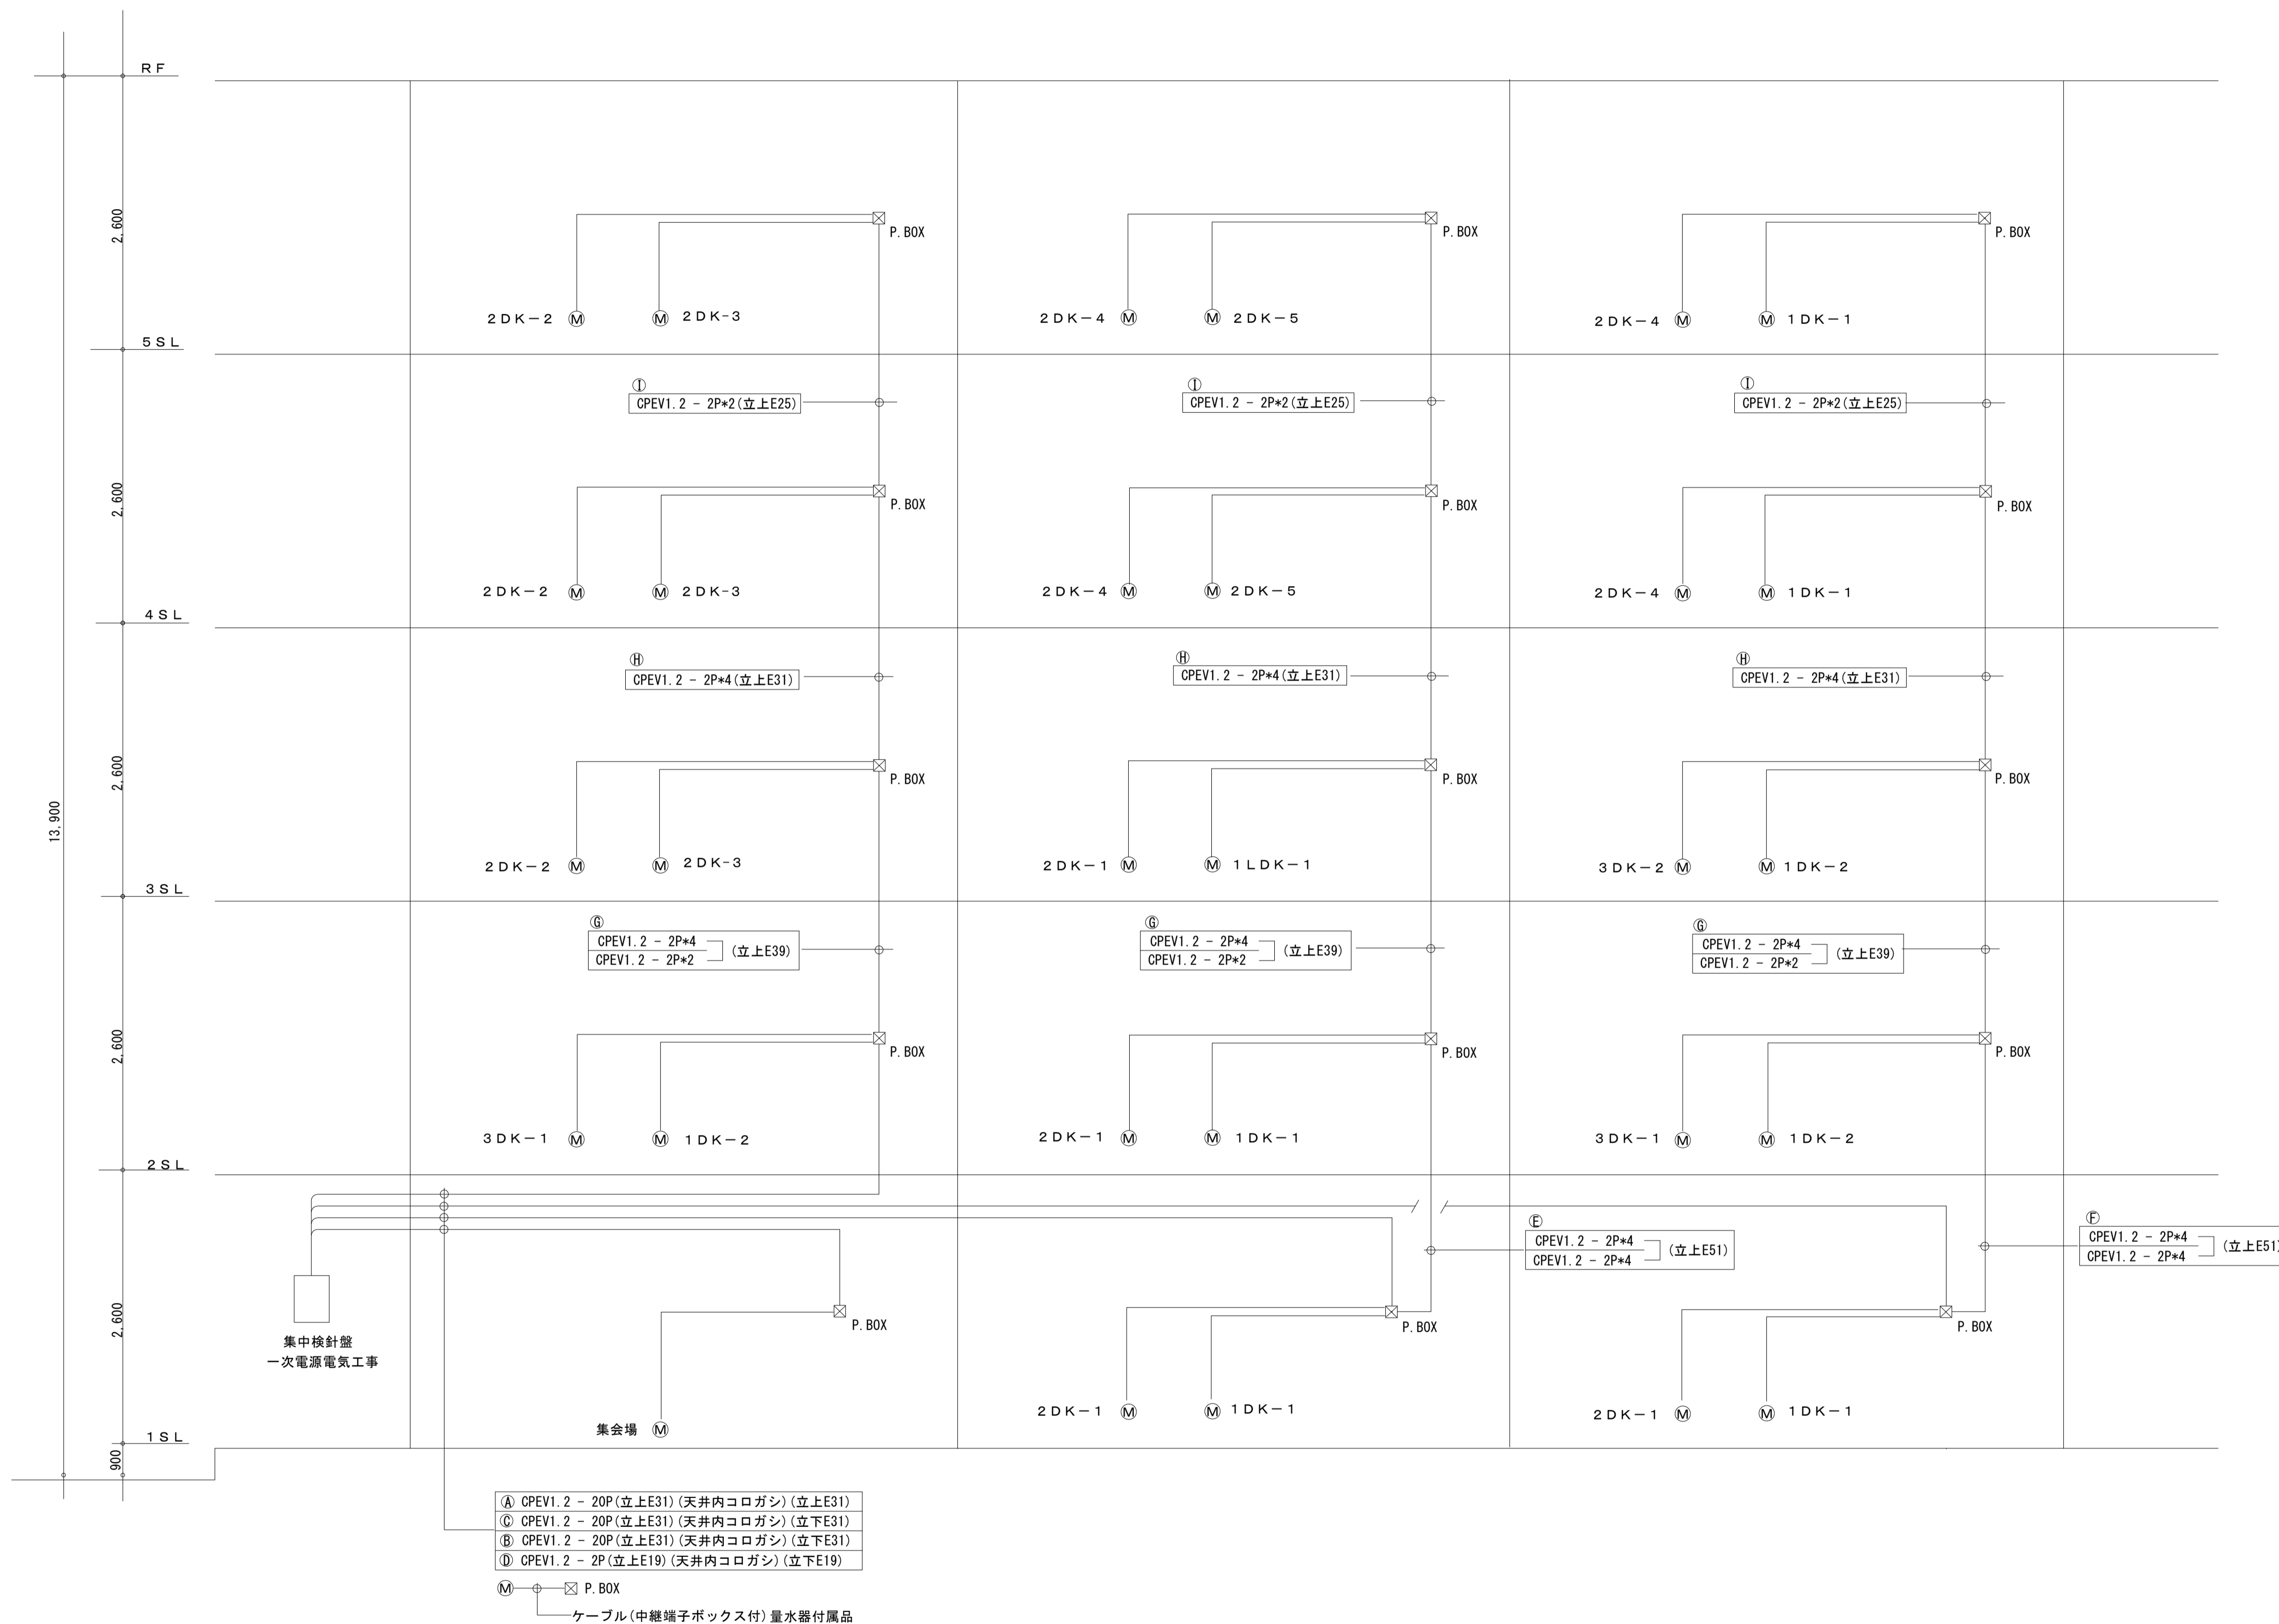 RF
2,600
P.BOX
P.BOX
P.BOX
2DK-2 Ⓜ Ⓜ 2DK-3
2DK-4 Ⓜ Ⓜ 2DK-5
2DK-4 Ⓜ Ⓜ 1DK-1
5SL
Ⓘ
CPEV1.2 - 2P*2(立上E25)
Ⓘ
CPEV1.2 - 2P*2(立上E25)
Ⓘ
CPEV1.2 - 2P*2(立上E25)
2,600
P.BOX
P.BOX
P.BOX
2DK-2 Ⓜ Ⓜ 2DK-3
2DK-4 Ⓜ Ⓜ 2DK-5
2DK-4 Ⓜ Ⓜ 1DK-1
4SL
Ⓗ
CPEV1.2 - 2P*4(立上E31)
Ⓗ
CPEV1.2 - 2P*4(立上E31)
Ⓗ
CPEV1.2 - 2P*4(立上E31)
2,600
13,900
P.BOX
P.BOX
P.BOX
2DK-2 Ⓜ Ⓜ 2DK-3
2DK-1 Ⓜ Ⓜ 1LDK-1
3DK-2 Ⓜ Ⓜ 1DK-2
3SL
Ⓖ
CPEV1.2 - 2P*4
CPEV1.2 - 2P*2
(立上E39)
Ⓖ
CPEV1.2 - 2P*4
CPEV1.2 - 2P*2
(立上E39)
Ⓖ
CPEV1.2 - 2P*4
CPEV1.2 - 2P*2
(立上E39)
2,600
P.BOX
P.BOX
P.BOX
3DK-1 Ⓜ Ⓜ 1DK-2
2DK-1 Ⓜ Ⓜ 1DK-1
3DK-1 Ⓜ Ⓜ 1DK-2
2SL
Ⓔ
CPEV1.2 - 2P*4
CPEV1.2 - 2P*4
(立上E51)
Ⓕ
CPEV1.2 - 2P*4
CPEV1.2 - 2P*4
(立上E51)
2,600
集中検針盤
一次電源電気工事
P.BOX
P.BOX
P.BOX
集会場 Ⓜ
2DK-1 Ⓜ Ⓜ 1DK-1
2DK-1 Ⓜ Ⓜ 1DK-1
1SL
900
Ⓐ CPEV1.2 - 20P(立上E31)(天井内コロガシ)(立上E31)
Ⓒ CPEV1.2 - 20P(立上E31)(天井内コロガシ)(立下E31)
Ⓑ CPEV1.2 - 20P(立上E31)(天井内コロガシ)(立下E31)
Ⓓ CPEV1.2 - 2P(立上E19)(天井内コロガシ)(立下E19)
Ⓜ P.BOX
ケーブル(中継端子ボックス付)量水器付属品